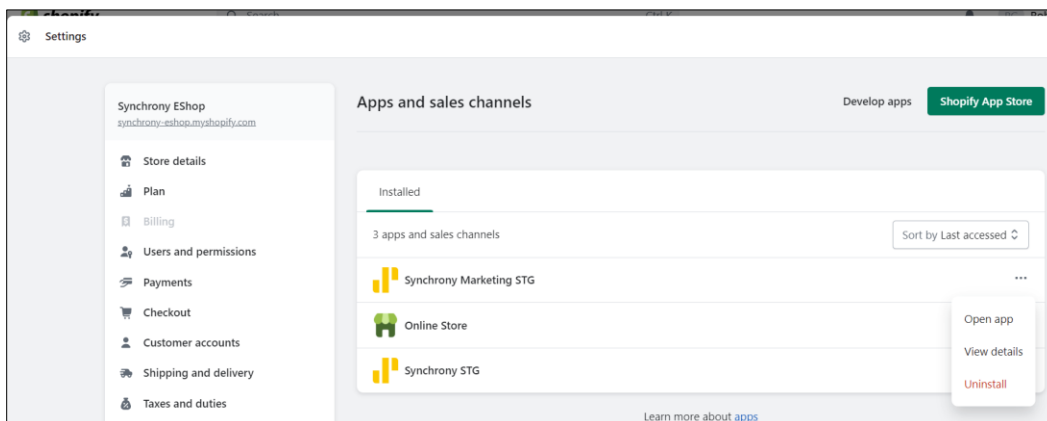 shopify Search Ctrl K
Settings
Synchrony EShop
synchrony-eshop.myshopify.com
Store details
Plan
Billing
Users and permissions
Payments
Checkout
Customer accounts
Shipping and delivery
Taxes and duties
Apps and sales channels
Develop apps
Shopify App Store
Installed
3 apps and sales channels
Sort by Last accessed
Synchrony Marketing STG
Online Store
Synchrony STG
Open app
View details
Uninstall
Learn more about apps